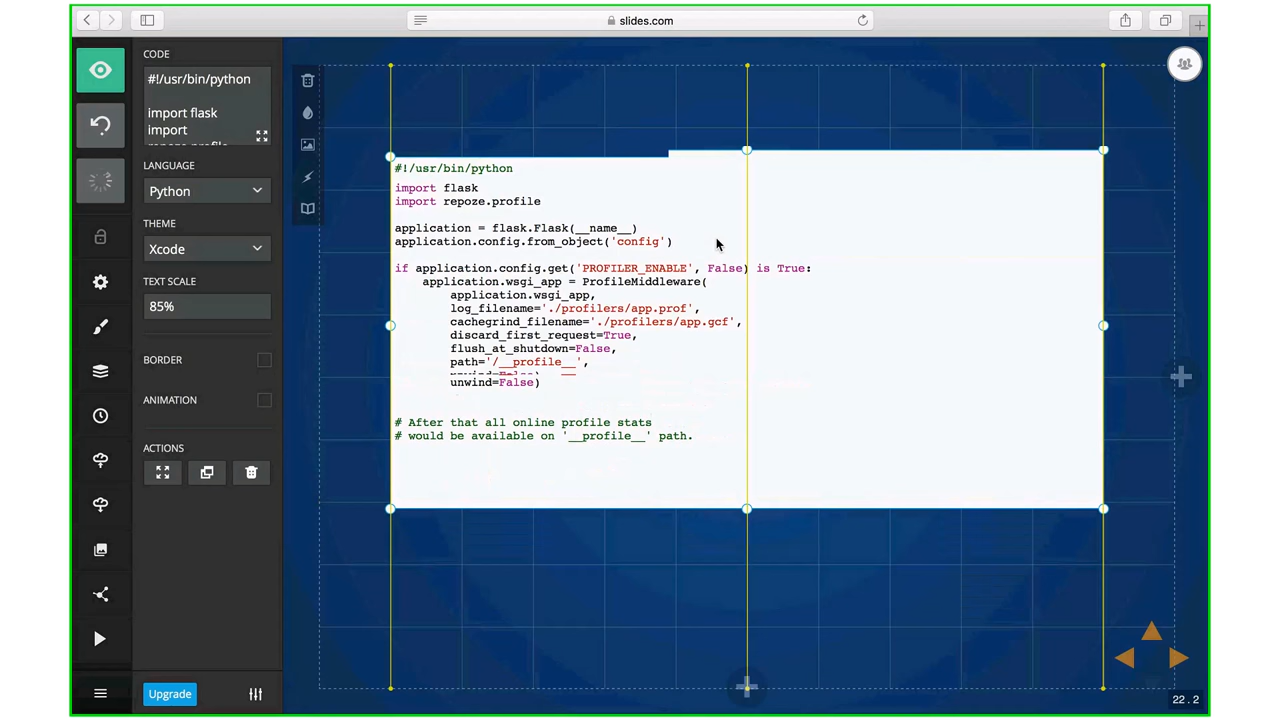 slides.com
CODE
#!/usr/bin/python
import flask
import
LANGUAGE
Python
THEME
Xcode
TEXT SCALE
85%
BORDER
ANIMATION
ACTIONS
Upgrade
#!/usr/bin/python
import flask
import repoze.profile
application = flask.Flask(__name__)
application.config.from_object('config')
if application.config.get('PROFILER_ENABLE', False) is True:
application.wsgi_app = ProfileMiddleware(
application.wsgi_app,
log_filename='./profilers/app.prof',
cachegrind_filename='./profilers/app.gcf',
discard_first_request=True,
flush_at_shutdown=False,
path='/__profile__',
unwind=False)
# After that all online profile stats
# would be available on '__profile__' path.
22.2